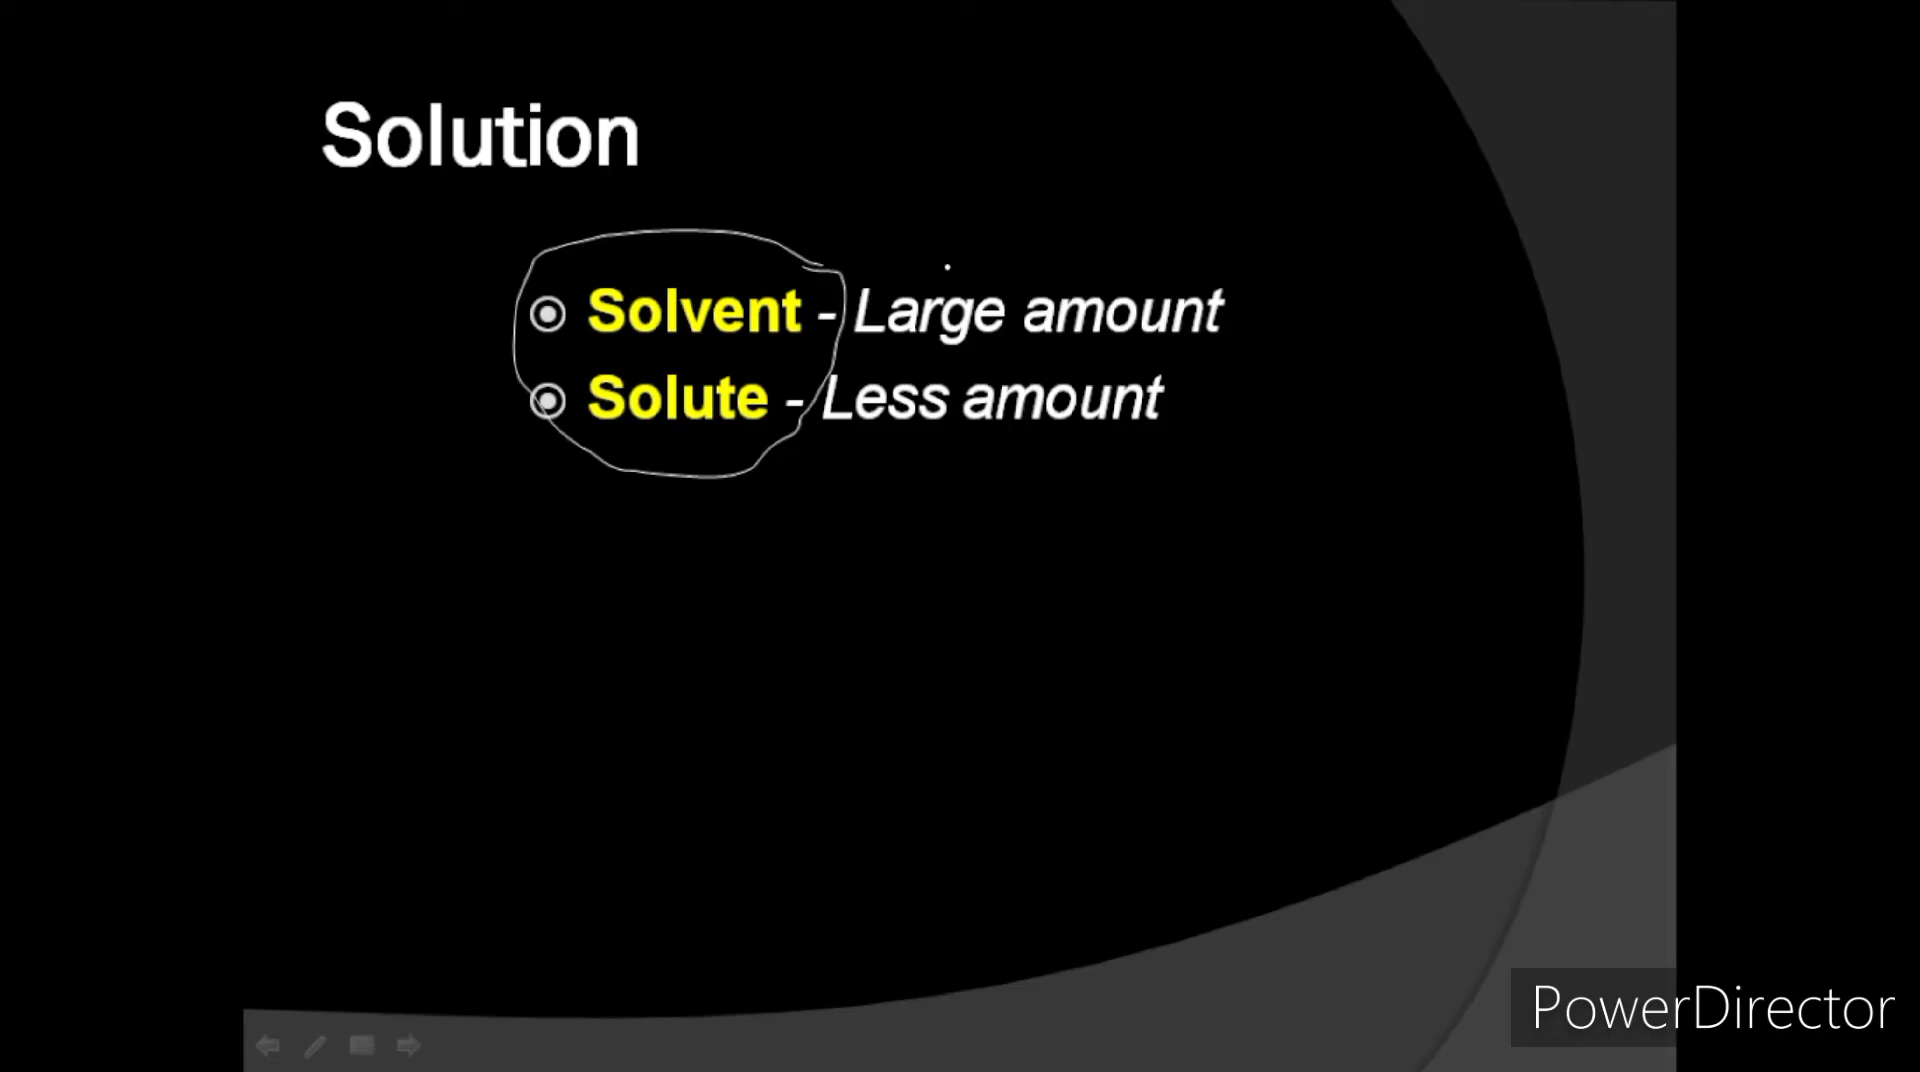 Solution
Solvent - Large amount
Solute - Less amount
PowerDirector